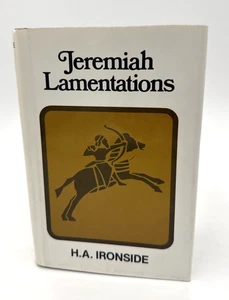 Jeremiah
Lamentations
H.A. IRONSIDE